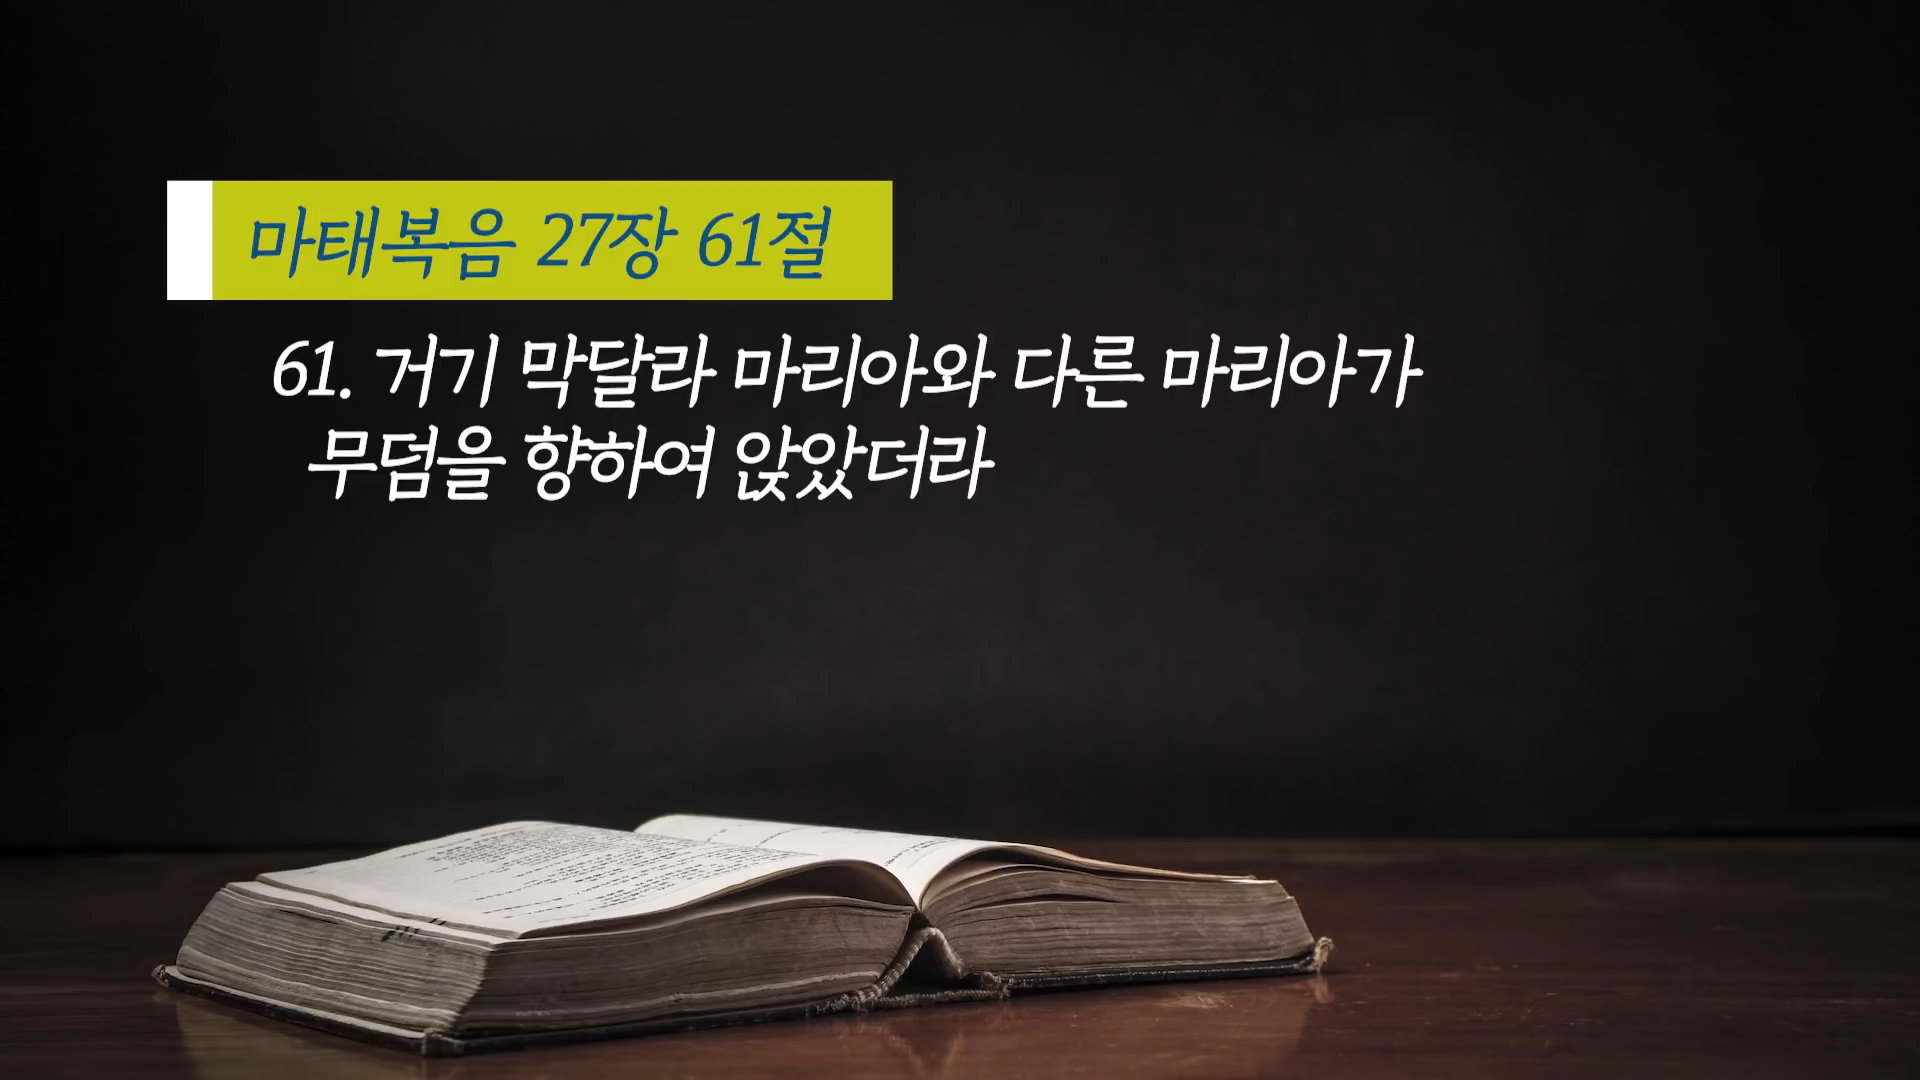 마태복음 27장 61절
61. 거기 막달라 마리아와 다른 마리아가
무덤을 향하여 앉았더라